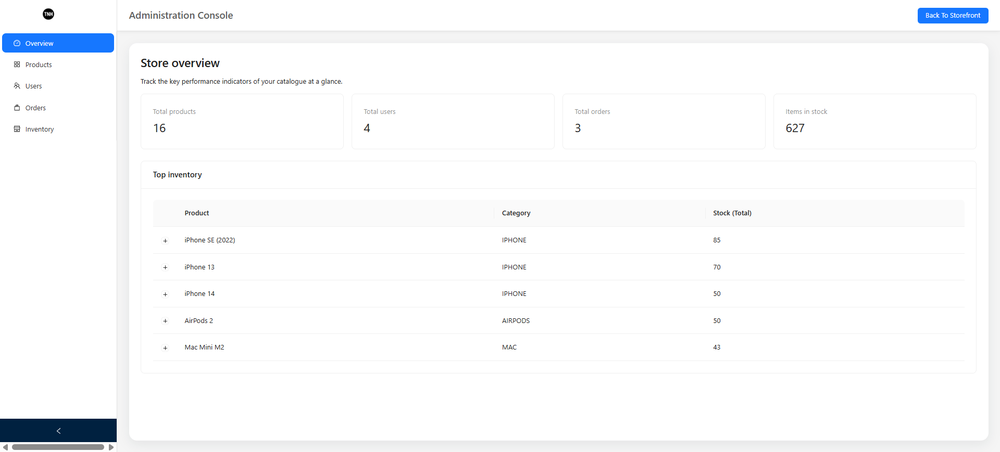 TNH
Administration Console
Back To Storefront
Overview
Products
Users
Orders
Inventory
Store overview
Track the key performance indicators of your catalogue at a glance.
Total products
16
Total users
4
Total orders
3
Items in stock
627
Top inventory
Product Category Stock (Total)
iPhone SE (2022) IPHONE 85
iPhone 13 IPHONE 70
iPhone 14 IPHONE 50
AirPods 2 AIRPODS 50
Mac Mini M2 MAC 43